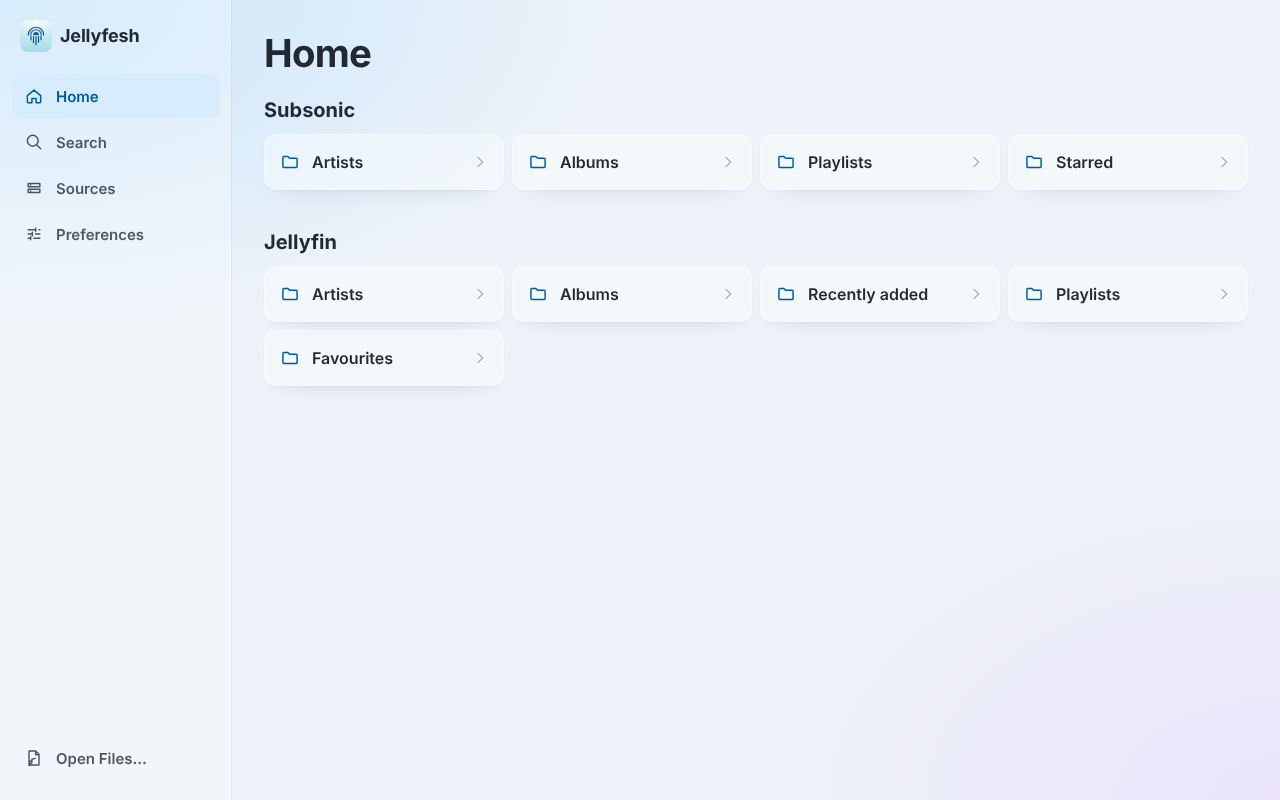 Jellyfesh
Home
Search
Sources
Preferences
Open Files...
Home
Subsonic
Artists
Albums
Playlists
Starred
Jellyfin
Artists
Albums
Recently added
Playlists
Favourites